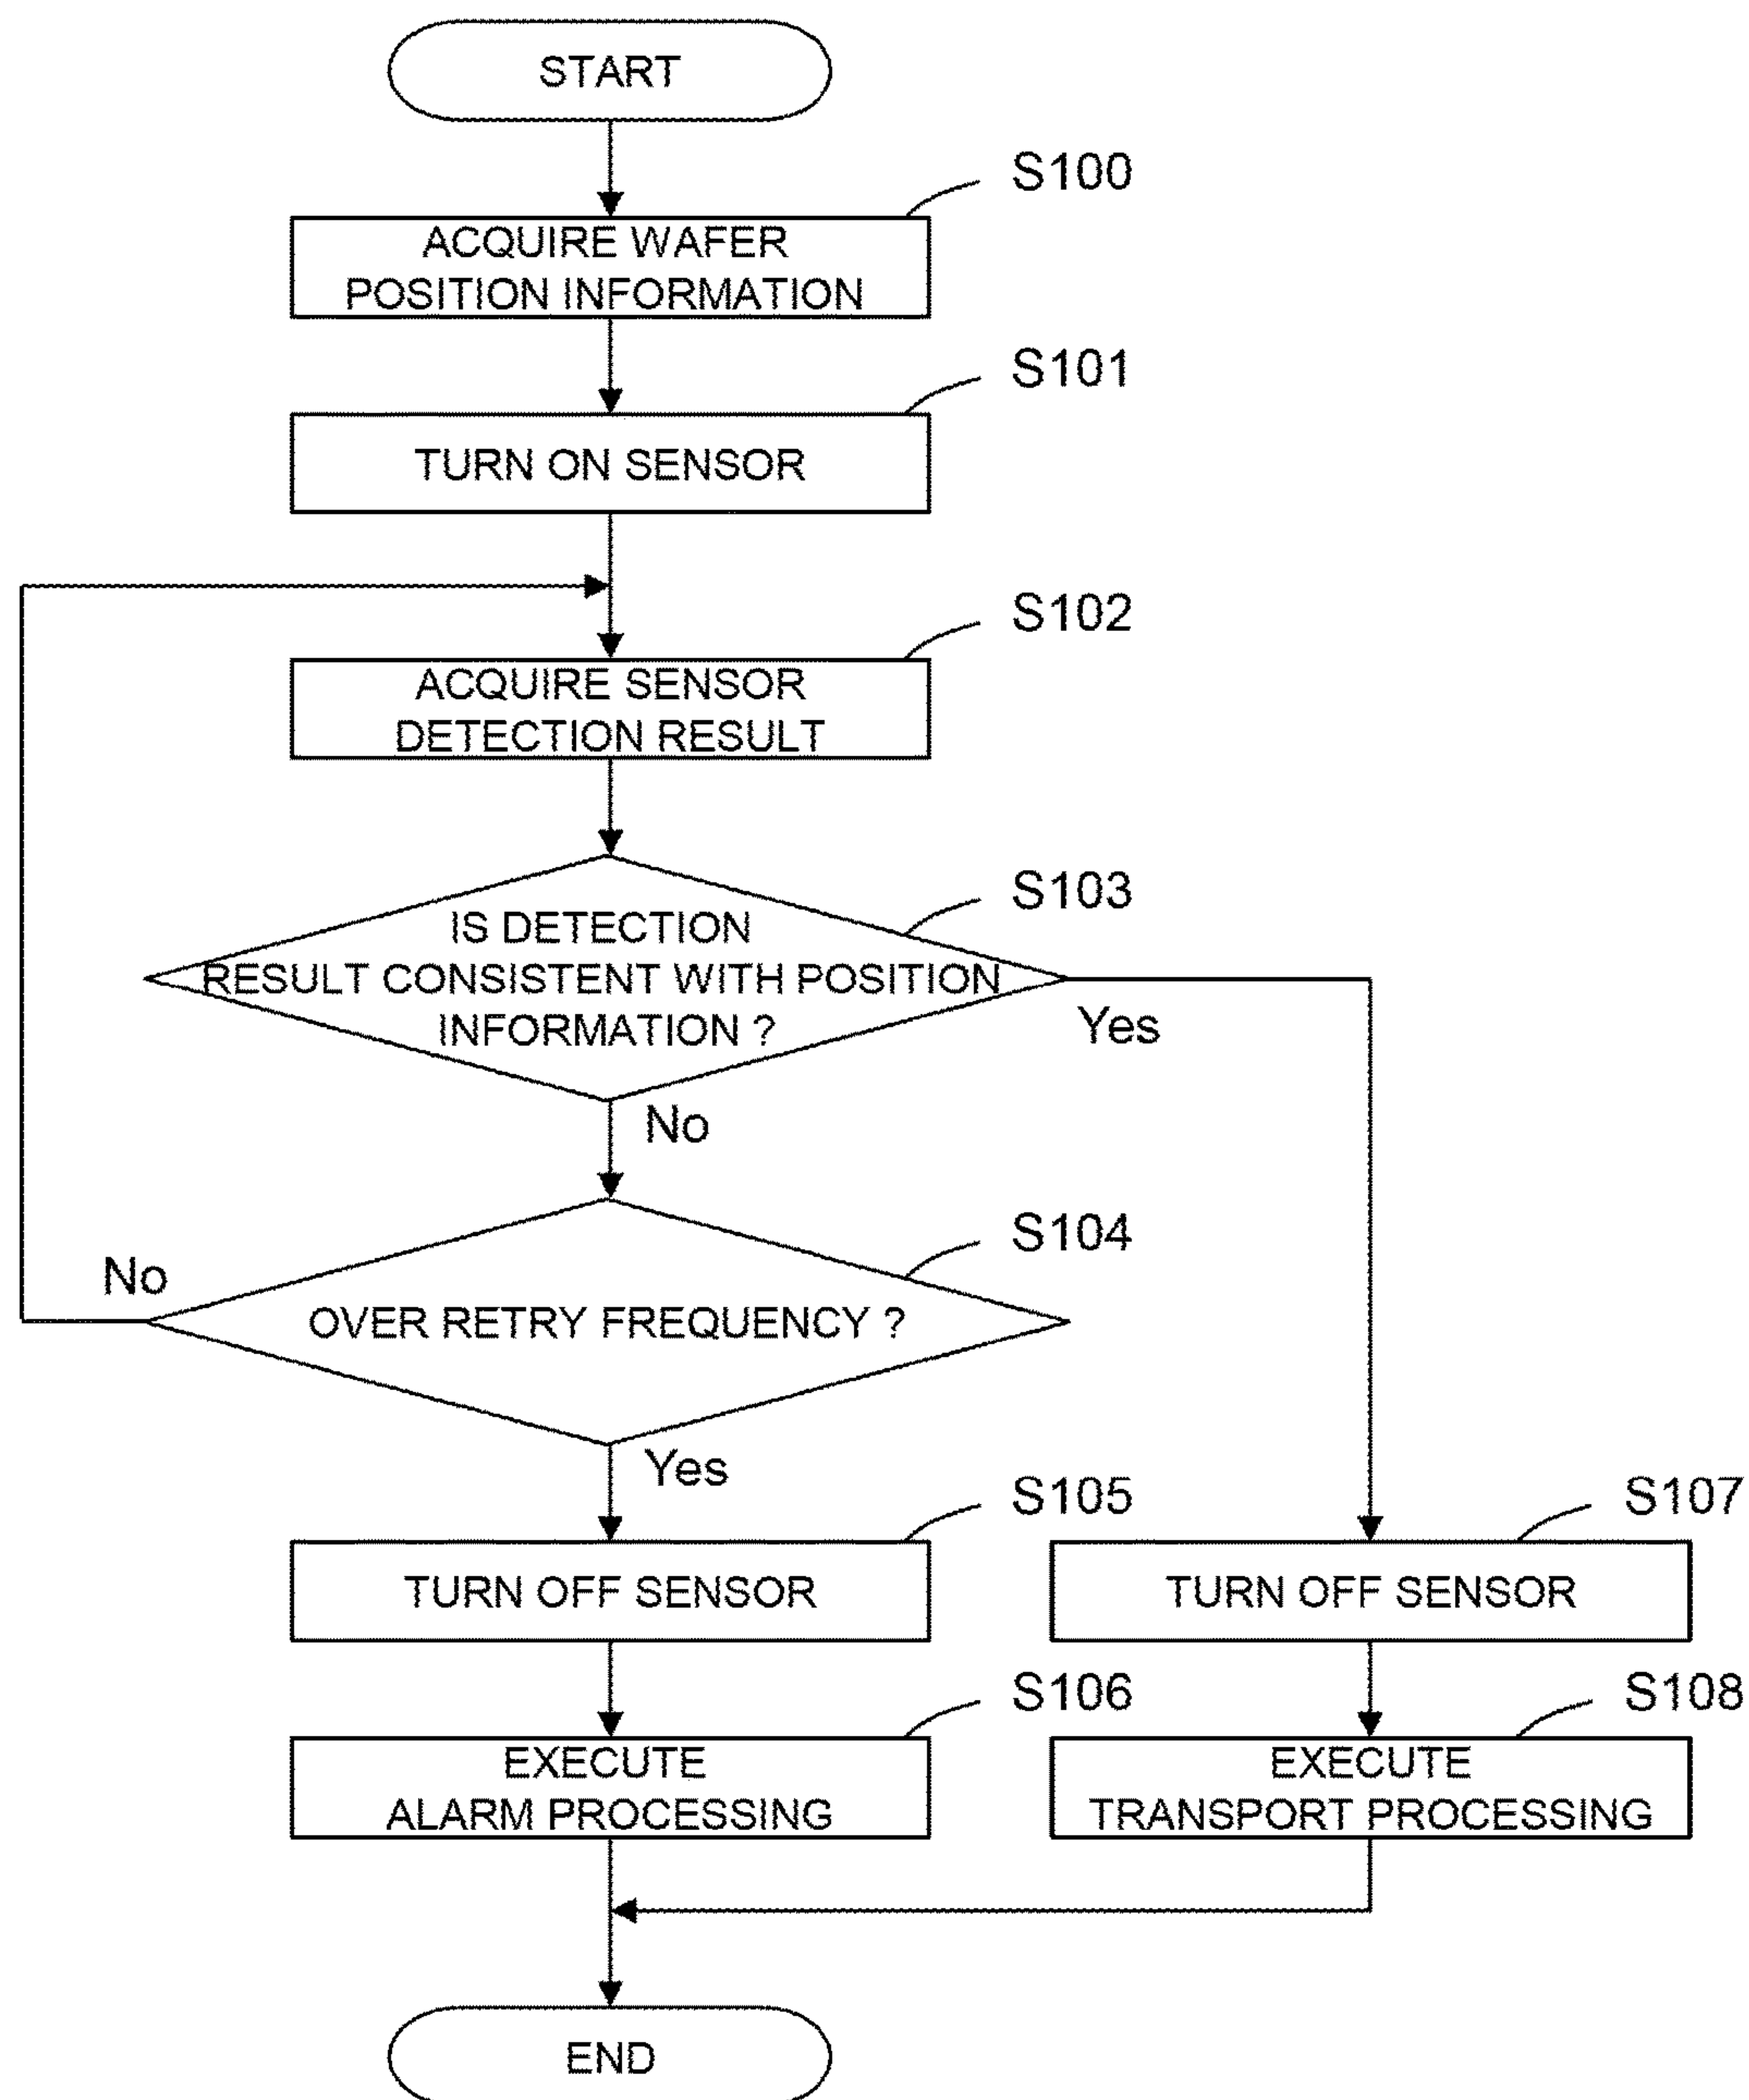 START
S100
ACQUIRE WAFER
POSITION INFORMATION
S101
TURN ON SENSOR
S102
ACQUIRE SENSOR
DETECTION RESULT
S103
IS DETECTION
RESULT CONSISTENT WITH POSITION
INFORMATION ?
Yes
No
S104
No
OVER RETRY FREQUENCY ?
Yes
S105
TURN OFF SENSOR
S107
TURN OFF SENSOR
S106
EXECUTE
ALARM PROCESSING
S108
EXECUTE
TRANSPORT PROCESSING
END